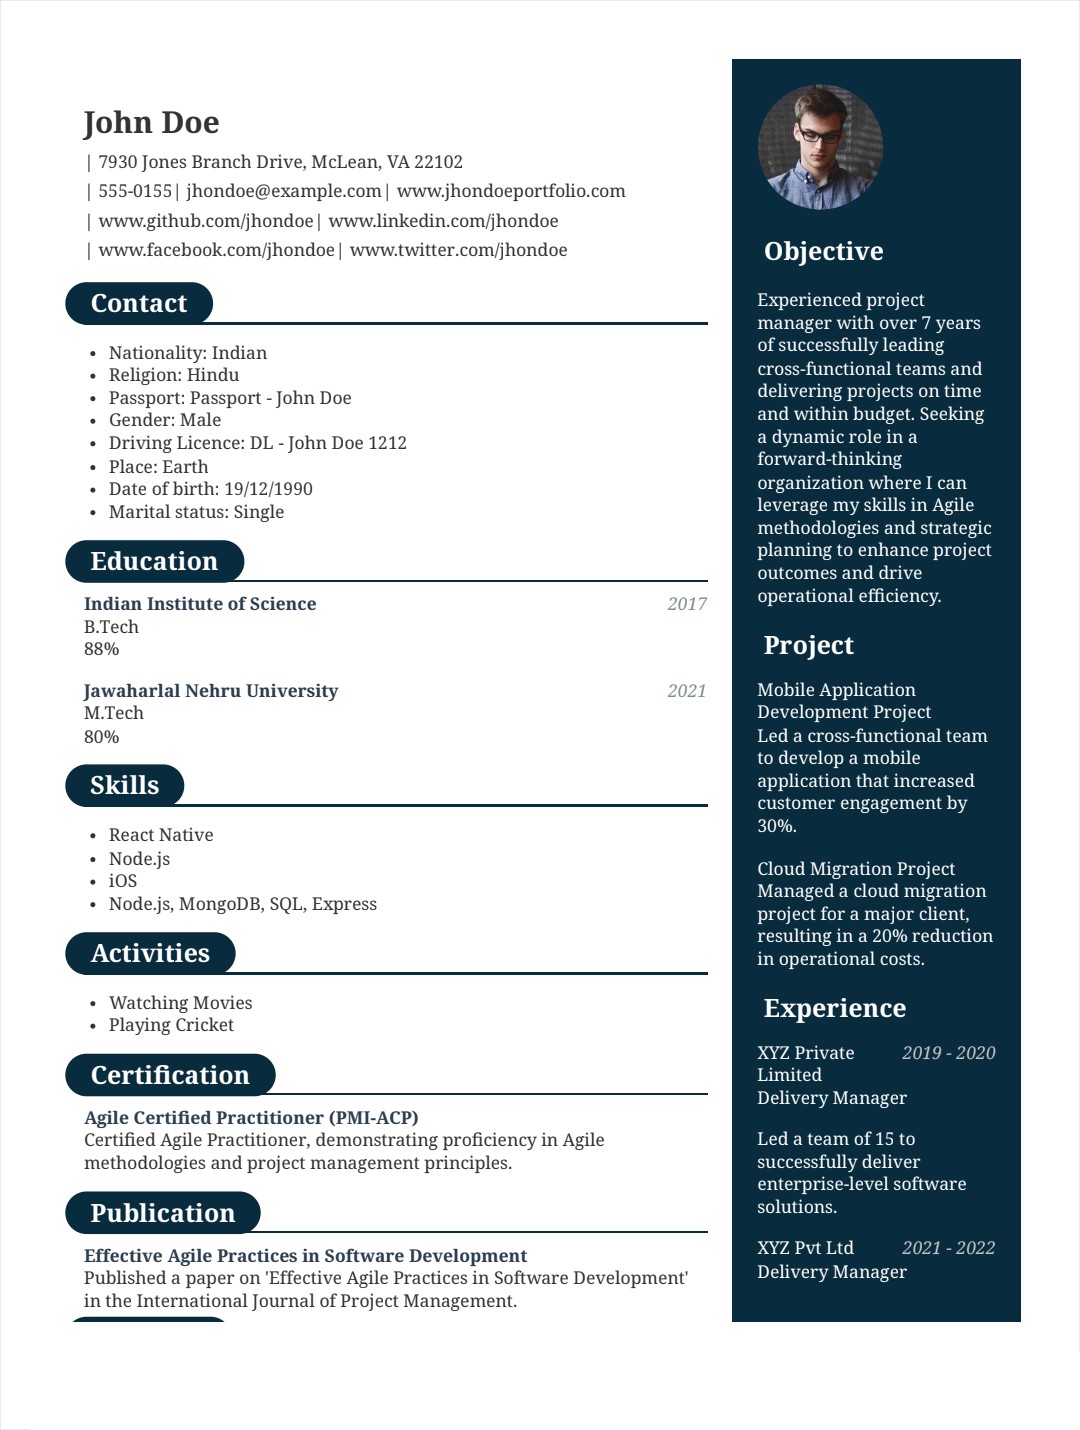 John Doe
| 7930 Jones Branch Drive, McLean, VA 22102
| 555-0155| jhondoe@example.com| www.jhondoeportfolio.com
| www.github.com/jhondoe| www.linkedin.com/jhondoe
| www.facebook.com/jhondoe| www.twitter.com/jhondoe
Contact
• Nationality: Indian
• Religion: Hindu
• Passport: Passport - John Doe
• Gender: Male
• Driving Licence: DL - John Doe 1212
• Place: Earth
• Date of birth: 19/12/1990
• Marital status: Single
Education
Indian Institute of Science 2017
B.Tech
88%
Jawaharlal Nehru University 2021
M.Tech
80%
Skills
• React Native
• Node.js
• iOS
• Node.js, MongoDB, SQL, Express
Activities
• Watching Movies
• Playing Cricket
Certification
Agile Certified Practitioner (PMI-ACP)
Certified Agile Practitioner, demonstrating proficiency in Agile
methodologies and project management principles.
Publication
Effective Agile Practices in Software Development
Published a paper on 'Effective Agile Practices in Software Development'
in the International Journal of Project Management.
Objective
Experienced project
manager with over 7 years
of successfully leading
cross-functional teams and
delivering projects on time
and within budget. Seeking
a dynamic role in a
forward-thinking
organization where I can
leverage my skills in Agile
methodologies and strategic
planning to enhance project
outcomes and drive
operational efficiency.
Project
Mobile Application
Development Project
Led a cross-functional team
to develop a mobile
application that increased
customer engagement by
30%.
Cloud Migration Project
Managed a cloud migration
project for a major client,
resulting in a 20% reduction
in operational costs.
Experience
XYZ Private 2019 - 2020
Limited
Delivery Manager
Led a team of 15 to
successfully deliver
enterprise-level software
solutions.
XYZ Pvt Ltd 2021 - 2022
Delivery Manager